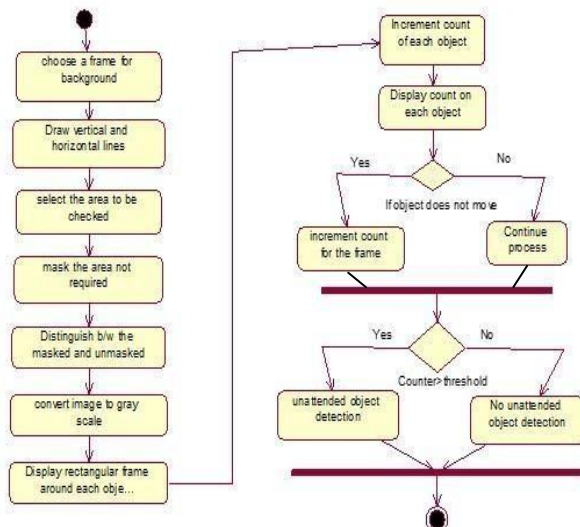 choose a frame for
background
Draw vertical and
horizontal lines
select the area to be
checked
mask the area not
required
Distinguish b/w the
masked and unmasked
convert image to gray
scale
Display rectangular frame
around each obje...
Increment count
of each object
Display count on
each object
Yes
No
If object does not move
increment count
for the frame
Continue
process
Yes
No
Counter>threshold
unattended object
detection
No unattended
object detection